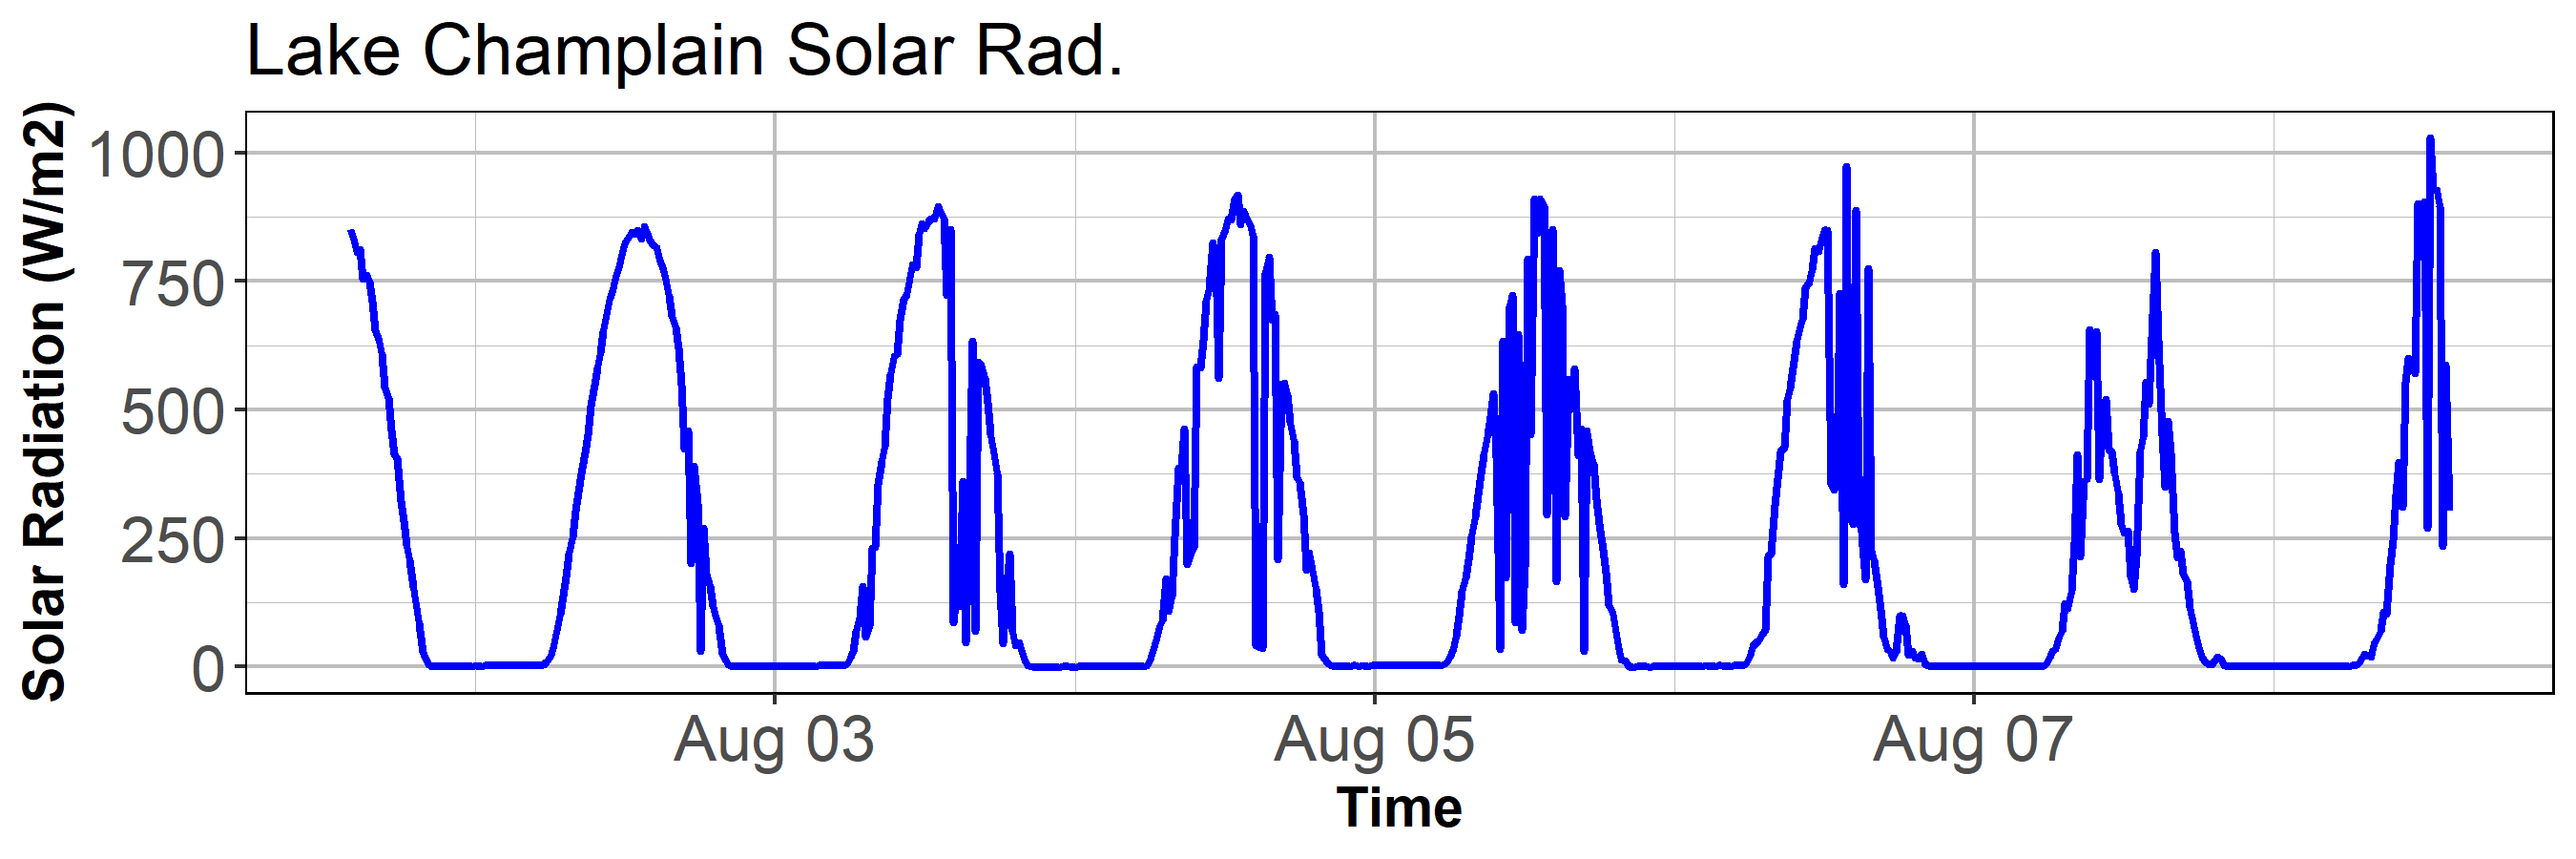 Lake Champlain Solar Rad.
Solar Radiation (W/m2)
1000
750
500
250
0
Aug 03
Aug 05
Aug 07
Time